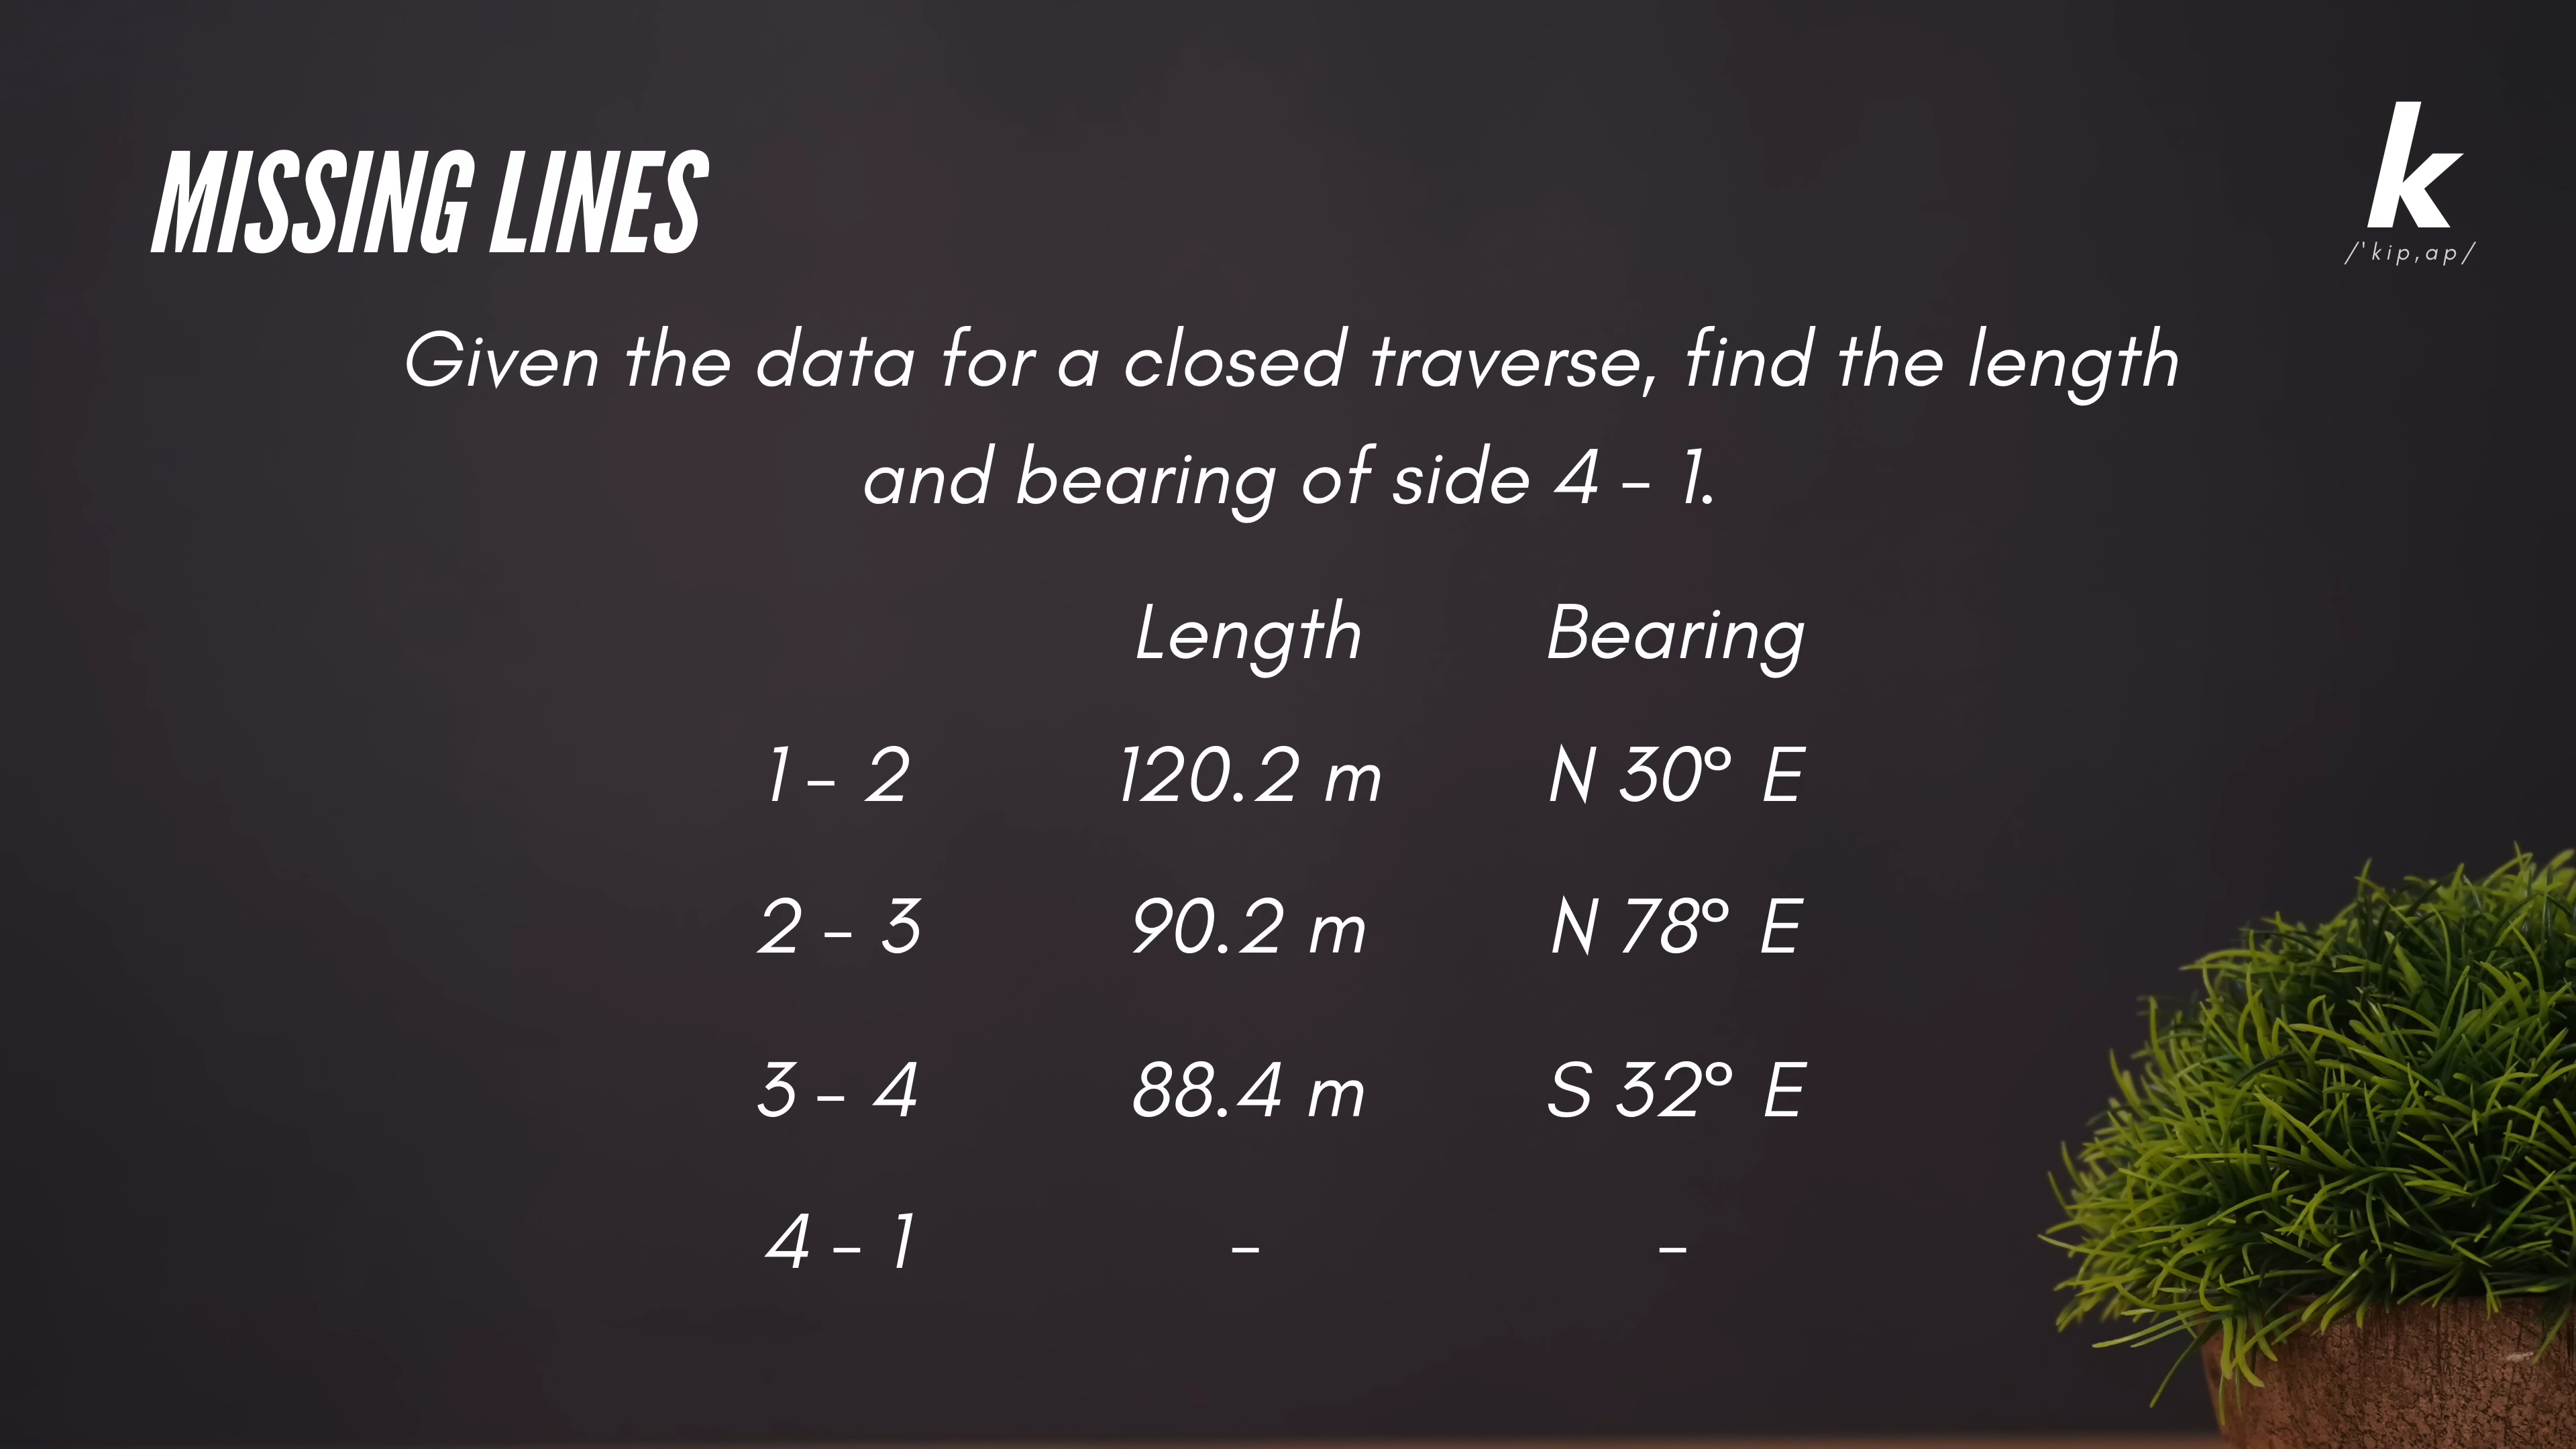 MISSING LINES
k
/'kip,ap/
Given the data for a closed traverse, find the length
and bearing of side 4 - 1.
Length Bearing
1 - 2 120.2 m N 30° E
2 - 3 90.2 m N 78° E
3 - 4 88.4 m S 32° E
4 - 1 - -